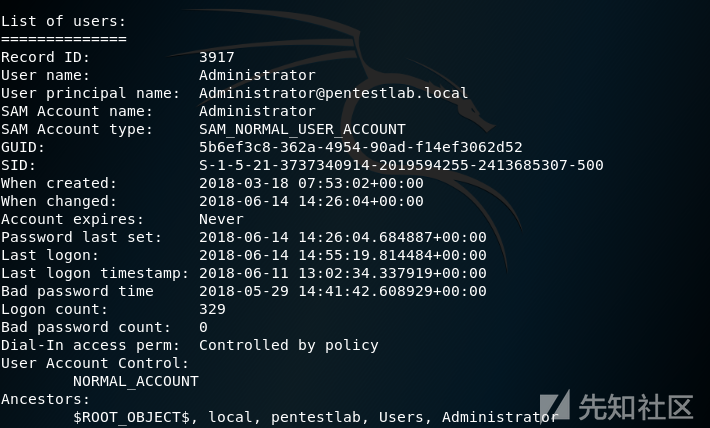 List of users:
==============
Record ID: 3917
User name: Administrator
User principal name: Administrator@pentestlab.local
SAM Account name: Administrator
SAM Account type: SAM_NORMAL_USER_ACCOUNT
GUID: 5b6ef3c8-362a-4954-90ad-f14ef3062d52
SID: S-1-5-21-3737340914-2019594255-2413685307-500
When created: 2018-03-18 07:53:02+00:00
When changed: 2018-06-14 14:26:04+00:00
Account expires: Never
Password last set: 2018-06-14 14:26:04.684887+00:00
Last logon: 2018-06-14 14:55:19.814484+00:00
Last logon timestamp: 2018-06-11 13:02:34.337919+00:00
Bad password time 2018-05-29 14:41:42.608929+00:00
Logon count: 329
Bad password count: 0
Dial-In access perm: Controlled by policy
User Account Control:
NORMAL_ACCOUNT
Ancestors:
$ROOT_OBJECT$, local, pentestlab, Users, Administrator
先知社区